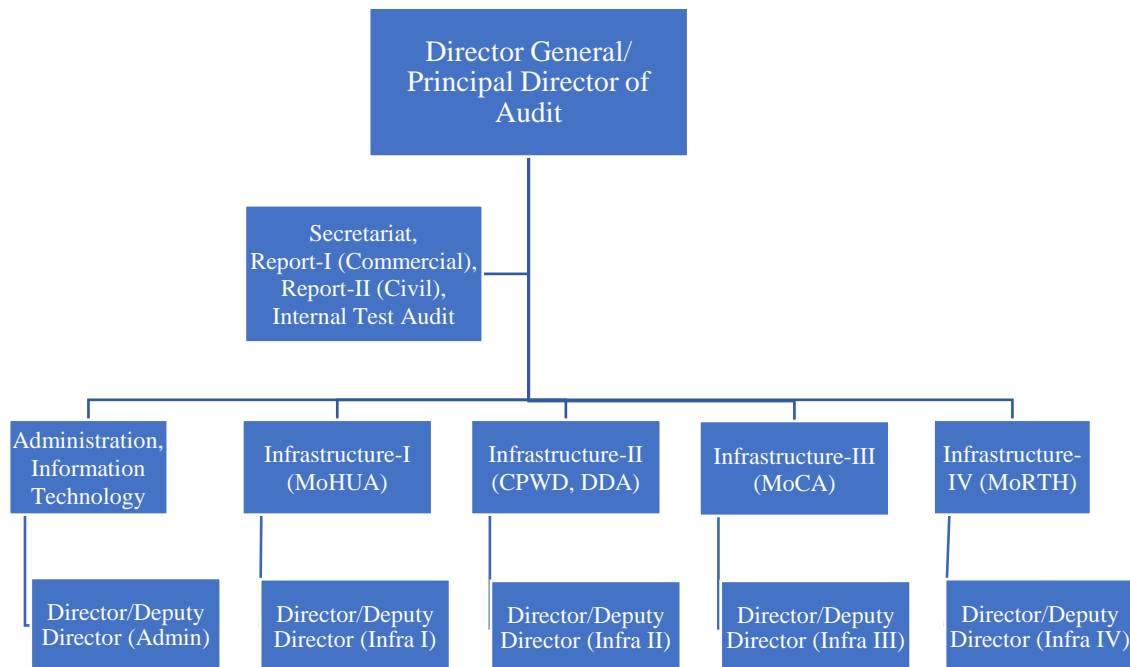 Director General/
Principal Director of
Audit
Secretariat,
Report-I (Commercial),
Report-II (Civil),
Internal Test Audit
Administration,
Information
Technology
Infrastructure-I
(MoHUA)
Infrastructure-II
(CPWD, DDA)
Infrastructure-III
(MoCA)
Infrastructure-
IV (MoRTH)
Director/Deputy
Director (Admin)
Director/Deputy
Director (Infra I)
Director/Deputy
Director (Infra II)
Director/Deputy
Director (Infra III)
Director/Deputy
Director (Infra IV)